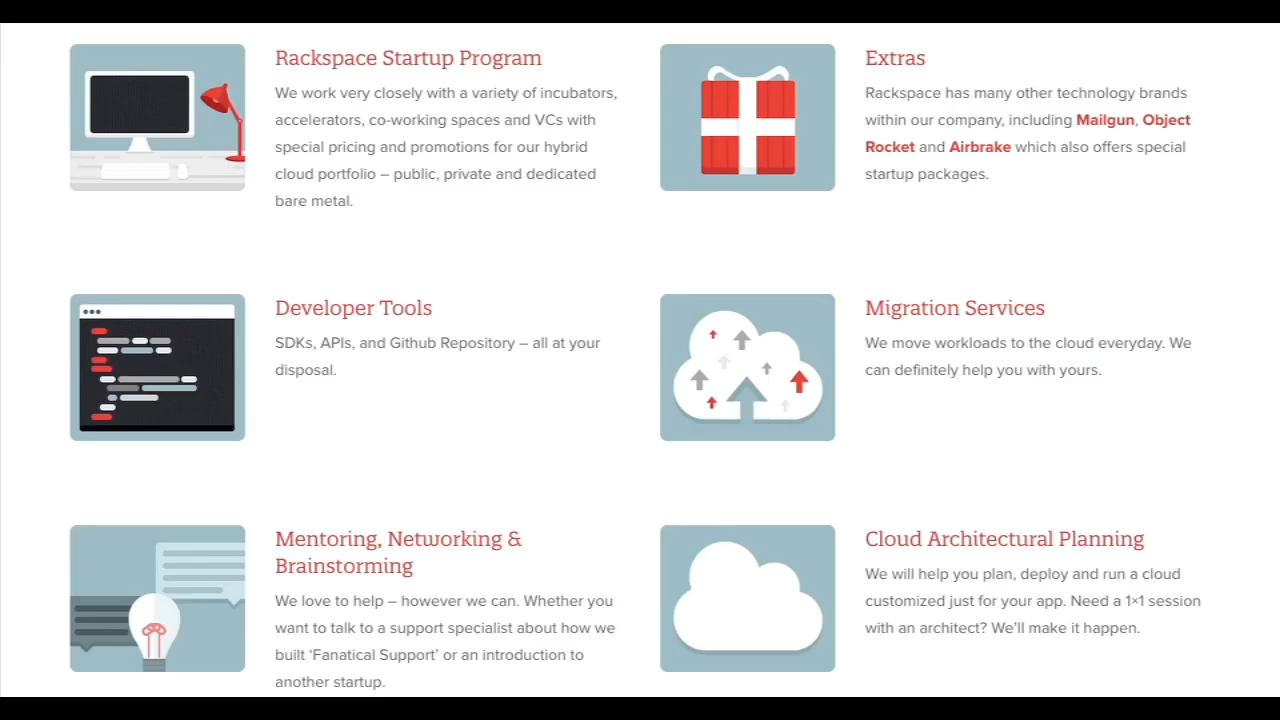 Rackspace Startup Program
We work very closely with a variety of incubators,
accelerators, co-working spaces and VCs with
special pricing and promotions for our hybrid
cloud portfolio – public, private and dedicated
bare metal.
Extras
Rackspace has many other technology brands
within our company, including Mailgun, Object
Rocket and Airbrake which also offers special
startup packages.
Developer Tools
SDKs, APIs, and Github Repository – all at your
disposal.
Migration Services
We move workloads to the cloud everyday. We
can definitely help you with yours.
Mentoring, Networking &
Brainstorming
We love to help – however we can. Whether you
want to talk to a support specialist about how we
built ‘Fanatical Support’ or an introduction to
another startup.
Cloud Architectural Planning
We will help you plan, deploy and run a cloud
customized just for your app. Need a 1×1 session
with an architect? We’ll make it happen.